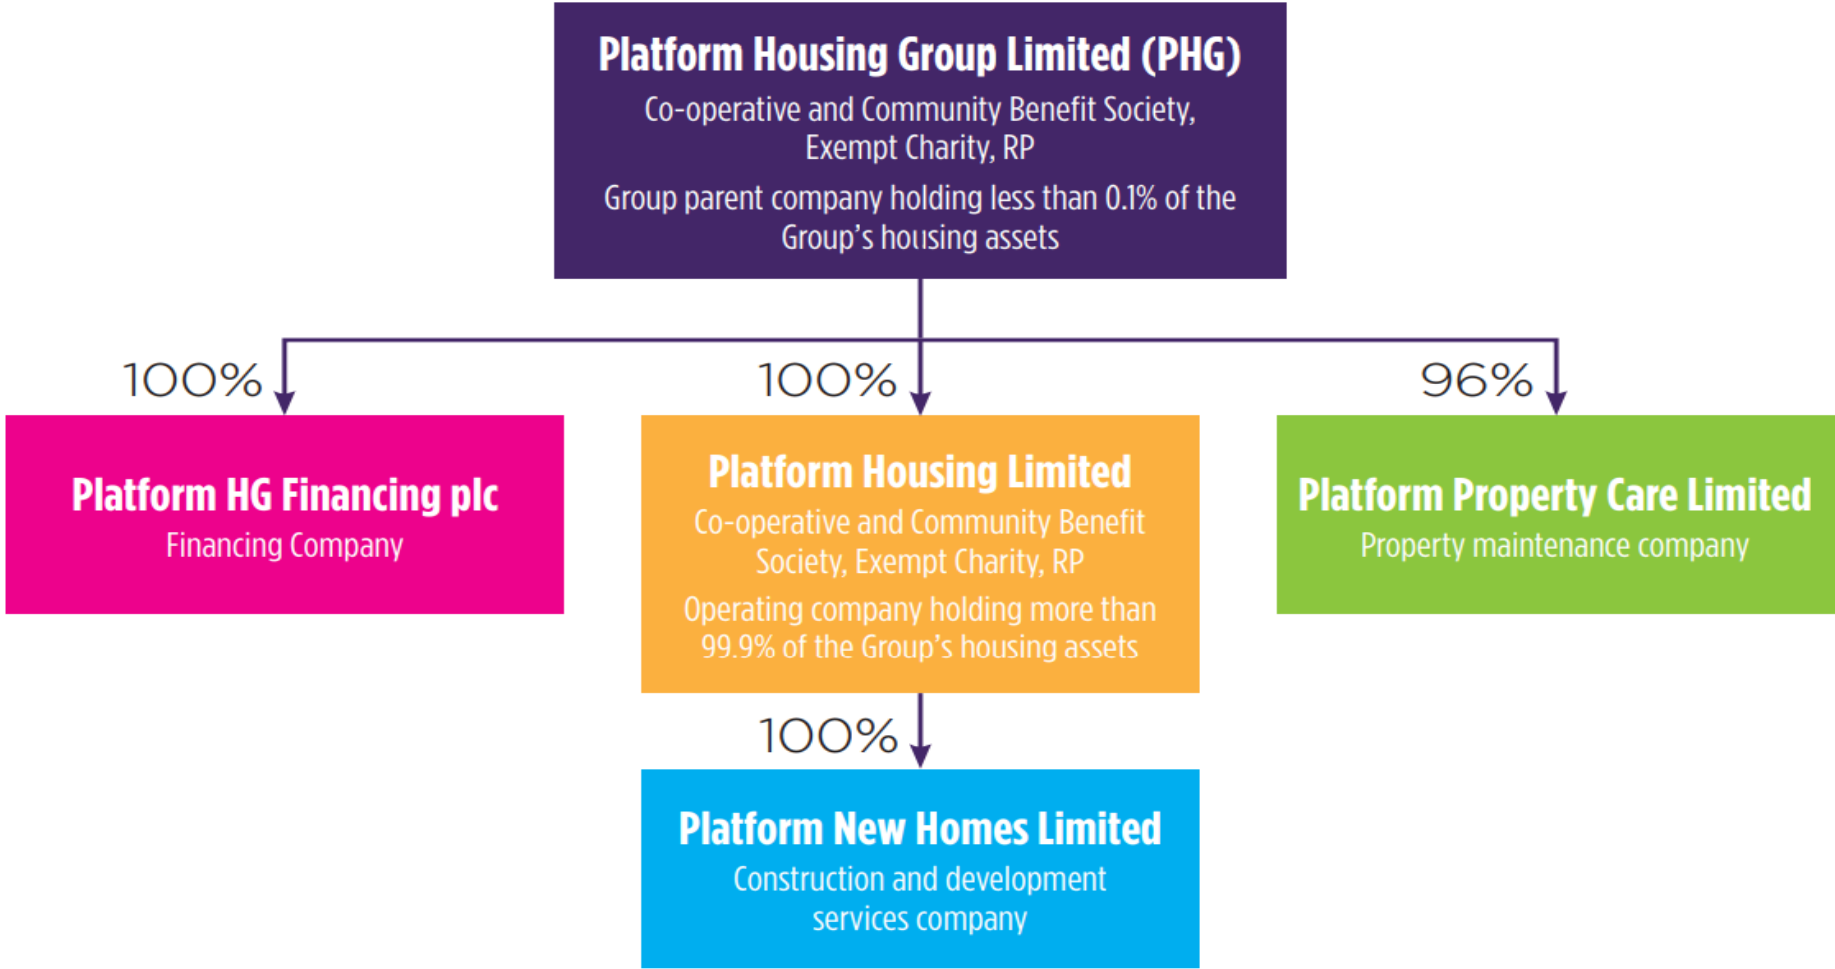 Platform Housing Group Limited (PHG)
Co-operative and Community Benefit Society,
Exempt Charity, RP
Group parent company holding less than 0.1% of the
Group's housing assets
100%
100%
96%
Platform HG Financing plc
Financing Company
Platform Housing Limited
Co-operative and Community Benefit
Society, Exempt Charity, RP
Operating company holding more than
99.9% of the Group's housing assets
Platform Property Care Limited
Property maintenance company
100%
Platform New Homes Limited
Construction and development
services company